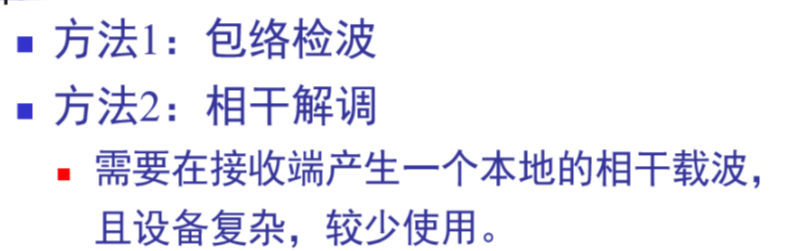 方法1：包络检波
方法2：相干解调
需要在接收端产生一个本地的相干载波，
且设备复杂，较少使用。